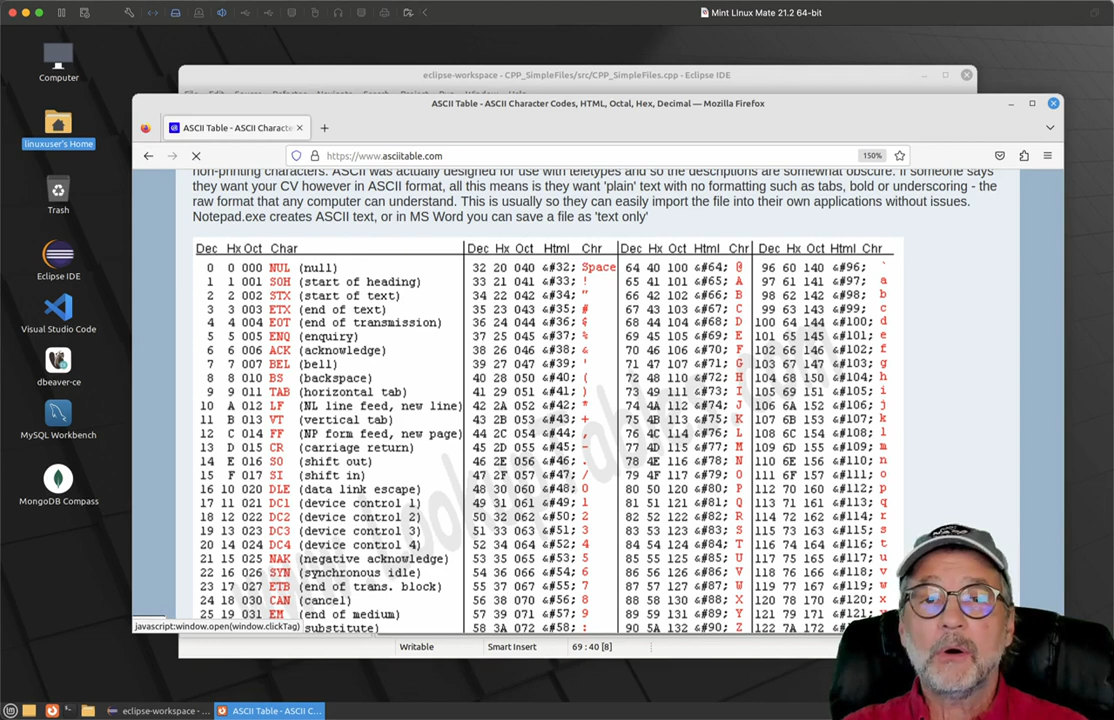 Mint LInux Mate 21.2 64-bit
Computer
linuxuser's Home
Trash
Eclipse IDE
Visual Studio Code
dbeaver-ce
MySQL Workbench
MongoDB Compass
eclipse-workspace - CPP_SimpleFiles/src/CPP_SimpleFiles.cpp - Eclipse IDE
ASCII Table - ASCII Character Codes, HTML, Octal, Hex, Decimal — Mozilla Firefox
ASCII Table - ASCII Characte
https://www.asciitable.com
150%
non-printing characters. ASCII was actually designed for use with teletypes and so the descriptions are somewhat obscure. If someone says
they want your CV however in ASCII format, all this means is they want 'plain' text with no formatting such as tabs, bold or underscoring - the
raw format that any computer can understand. This is usually so they can easily import the file into their own applications without issues.
Notepad.exe creates ASCII text, or in MS Word you can save a file as 'text only'
Dec Hx Oct Char Dec Hx Oct Html Chr Dec Hx Oct Html Chr Dec Hx Oct Html Chr
0 0 000 NUL (null) 32 20 040 &#32; Space 64 40 100 &#64; @ 96 60 140 &#96; `
1 1 001 SOH (start of heading) 33 21 041 &#33; ! 65 41 101 &#65; A 97 61 141 &#97; a
2 2 002 STX (start of text) 34 22 042 &#34; " 66 42 102 &#66; B 98 62 142 &#98; b
3 3 003 ETX (end of text) 35 23 043 &#35; # 67 43 103 &#67; C 99 63 143 &#99; c
4 4 004 EOT (end of transmission) 36 24 044 &#36; $ 68 44 104 &#68; D 100 64 144 &#100; d
5 5 005 ENQ (enquiry) 37 25 045 &#37; % 69 45 105 &#69; E 101 65 145 &#101; e
6 6 006 ACK (acknowledge) 38 26 046 &#38; & 70 46 106 &#70; F 102 66 146 &#102; f
7 7 007 BEL (bell) 39 27 047 &#39; ' 71 47 107 &#71; G 103 67 147 &#103; g
8 8 010 BS (backspace) 40 28 050 &#40; ( 72 48 110 &#72; H 104 68 150 &#104; h
9 9 011 TAB (horizontal tab) 41 29 051 &#41; ) 73 49 111 &#73; I 105 69 151 &#105; i
10 A 012 LF (NL line feed, new line) 42 2A 052 &#42; * 74 4A 112 &#74; J 106 6A 152 &#106; j
11 B 013 VT (vertical tab) 43 2B 053 &#43; + 75 4B 113 &#75; K 107 6B 153 &#107; k
12 C 014 FF (NP form feed, new page) 44 2C 054 &#44; , 76 4C 114 &#76; L 108 6C 154 &#108; l
13 D 015 CR (carriage return) 45 2D 055 &#45; - 77 4D 115 &#77; M 109 6D 155 &#109; m
14 E 016 SO (shift out) 46 2E 056 &#46; . 78 4E 116 &#78; N 110 6E 156 &#110; n
15 F 017 SI (shift in) 47 2F 057 &#47; / 79 4F 117 &#79; O 111 6F 157 &#111; o
16 10 020 DLE (data link escape) 48 30 060 &#48; 0 80 50 120 &#80; P 112 70 160 &#112; p
17 11 021 DC1 (device control 1) 49 31 061 &#49; 1 81 51 121 &#81; Q 113 71 161 &#113; q
18 12 022 DC2 (device control 2) 50 32 062 &#50; 2 82 52 122 &#82; R 114 72 162 &#114; r
19 13 023 DC3 (device control 3) 51 33 063 &#51; 3 83 53 123 &#83; S 115 73 163 &#115; s
20 14 024 DC4 (device control 4) 52 34 064 &#52; 4 84 54 124 &#84; T 116 74 164 &#116; t
21 15 025 NAK (negative acknowledge) 53 35 065 &#53; 5 85 55 125 &#85; U 117 75 165 &#117; u
22 16 026 SYN (synchronous idle) 54 36 066 &#54; 6 86 56 126 &#86; V 118 76 166 &#118; v
23 17 027 ETB (end of trans. block) 55 37 067 &#55; 7 87 57 127 &#87; W 119 77 167 &#119; w
24 18 030 CAN (cancel) 56 38 070 &#56; 8 88 58 130 &#88; X 120 78 170 &#120; x
25 19 031 EM (end of medium) 57 39 071 &#57; 9 89 59 131 &#89; Y 121 79 171 &#121;
substitute) 58 3A 072 &#58; : 90 5A 132 &#90; Z 122 7A 172 &#122;
javascript:window.open(window.clickTag)
Writable Smart Insert 69 : 40 [8]
eclipse-workspace - ...
ASCII Table - ASCII C...